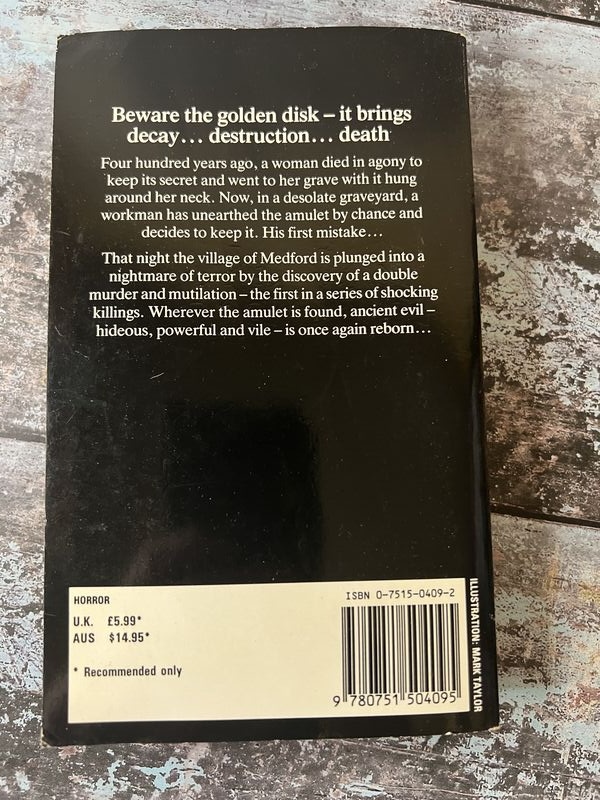 Beware the golden disk – it brings
decay... destruction... death
Four hundred years ago, a woman died in agony to
keep its secret and went to her grave with it hung
around her neck. Now, in a desolate graveyard, a
workman has unearthed the amulet by chance and
decides to keep it. His first mistake...
That night the village of Medford is plunged into a
nightmare of terror by the discovery of a double
murder and mutilation – the first in a series of shocking
killings. Wherever the amulet is found, ancient evil –
hideous, powerful and vile – is once again reborn...
HORROR
U.K. £5.99*
AUS $14.95*
* Recommended only
ISBN 0-7515-0409-2
9 780751 504095
ILLUSTRATION: MARK TAYLOR